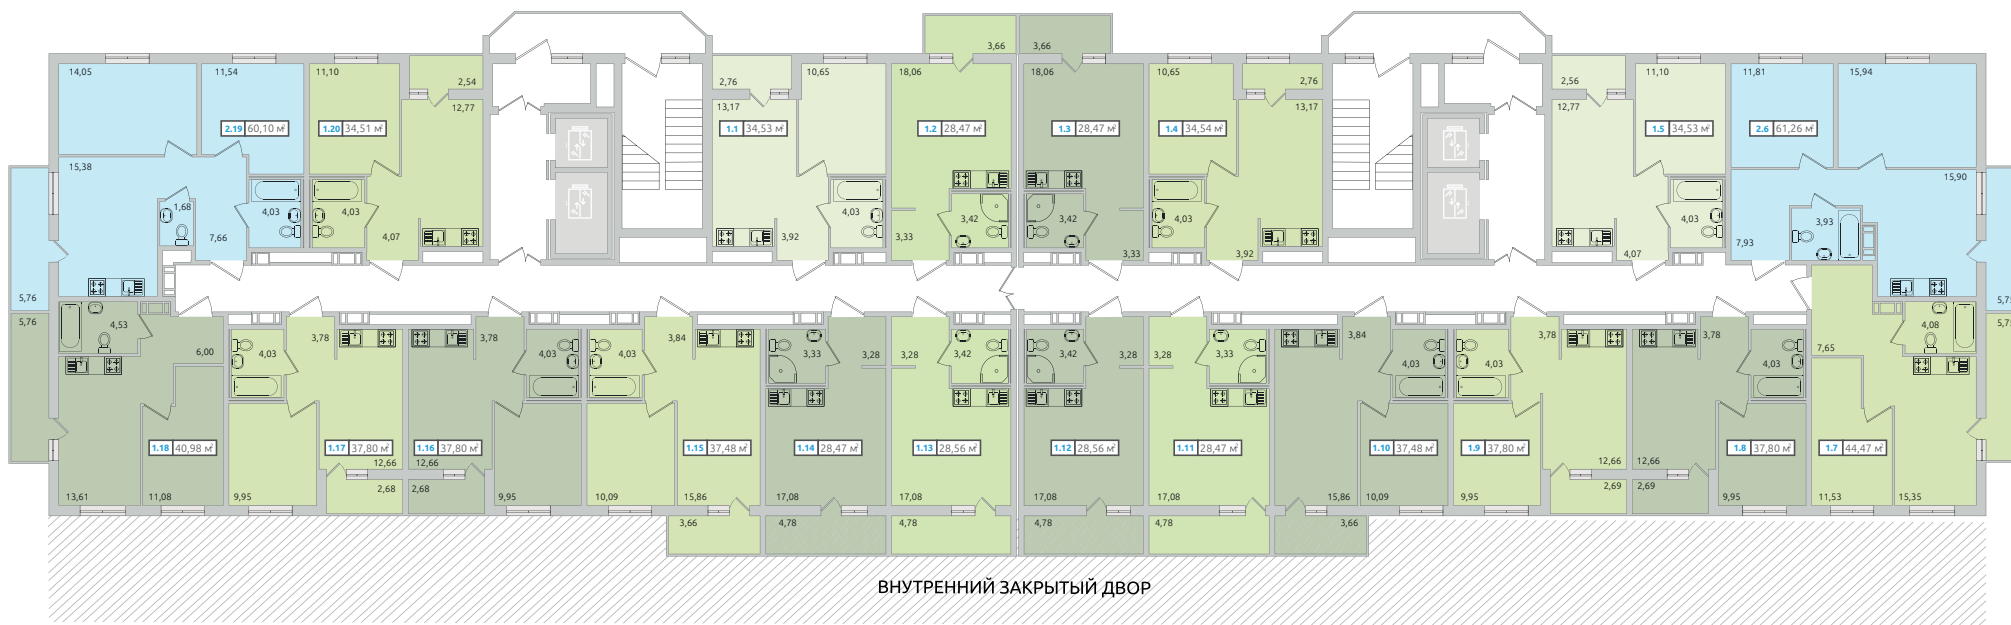 3,66 3,66
14,05 11,54 11,10 2,54 2,76 10,65 18,06 18,06 10,65 2,76 2,56 11,10 11,81 15,94
12,77 13,17 13,17 12,77
2.19 60,10 м² 1.20 34,51 м² 1.1 34,53 м² 1.2 28,47 м² 1.3 28,47 м² 1.4 34,54 м² 1.5 34,53 м² 2.6 61,26 м²
15,38 15,90
1,68 4,03 4,03 4,03 3,42 3,42 4,03 4,03 3,93
7,66 4,07 3,92 3,33 3,33 3,92 4,07 7,93
5,76 5,75
5,76 4,53 5,75
6,00 4,03 3,78 3,78 4,03 4,03 3,84 3,33 3,28 3,28 3,42 3,42 3,28 3,28 3,33 3,84 4,03 4,03 3,78 3,78 4,03 7,65 4,08
1.18 40,98 м² 1.17 37,80 м² 1.16 37,80 м² 1.15 37,48 м² 1.14 28,47 м² 1.13 28,56 м² 1.12 28,56 м² 1.11 28,47 м² 1.10 37,48 м² 1.9 37,80 м² 1.8 37,80 м² 1.7 44,47 м²
12,66 12,66 12,66 12,66
13,61 11,08 9,95 2,68 2,68 9,95 10,09 15,86 17,08 17,08 17,08 17,08 15,86 10,09 9,95 2,69 2,69 9,95 11,53 15,35
3,66 4,78 4,78 4,78 4,78 3,66
ВНУТРЕННИЙ ЗАКРЫТЫЙ ДВОР